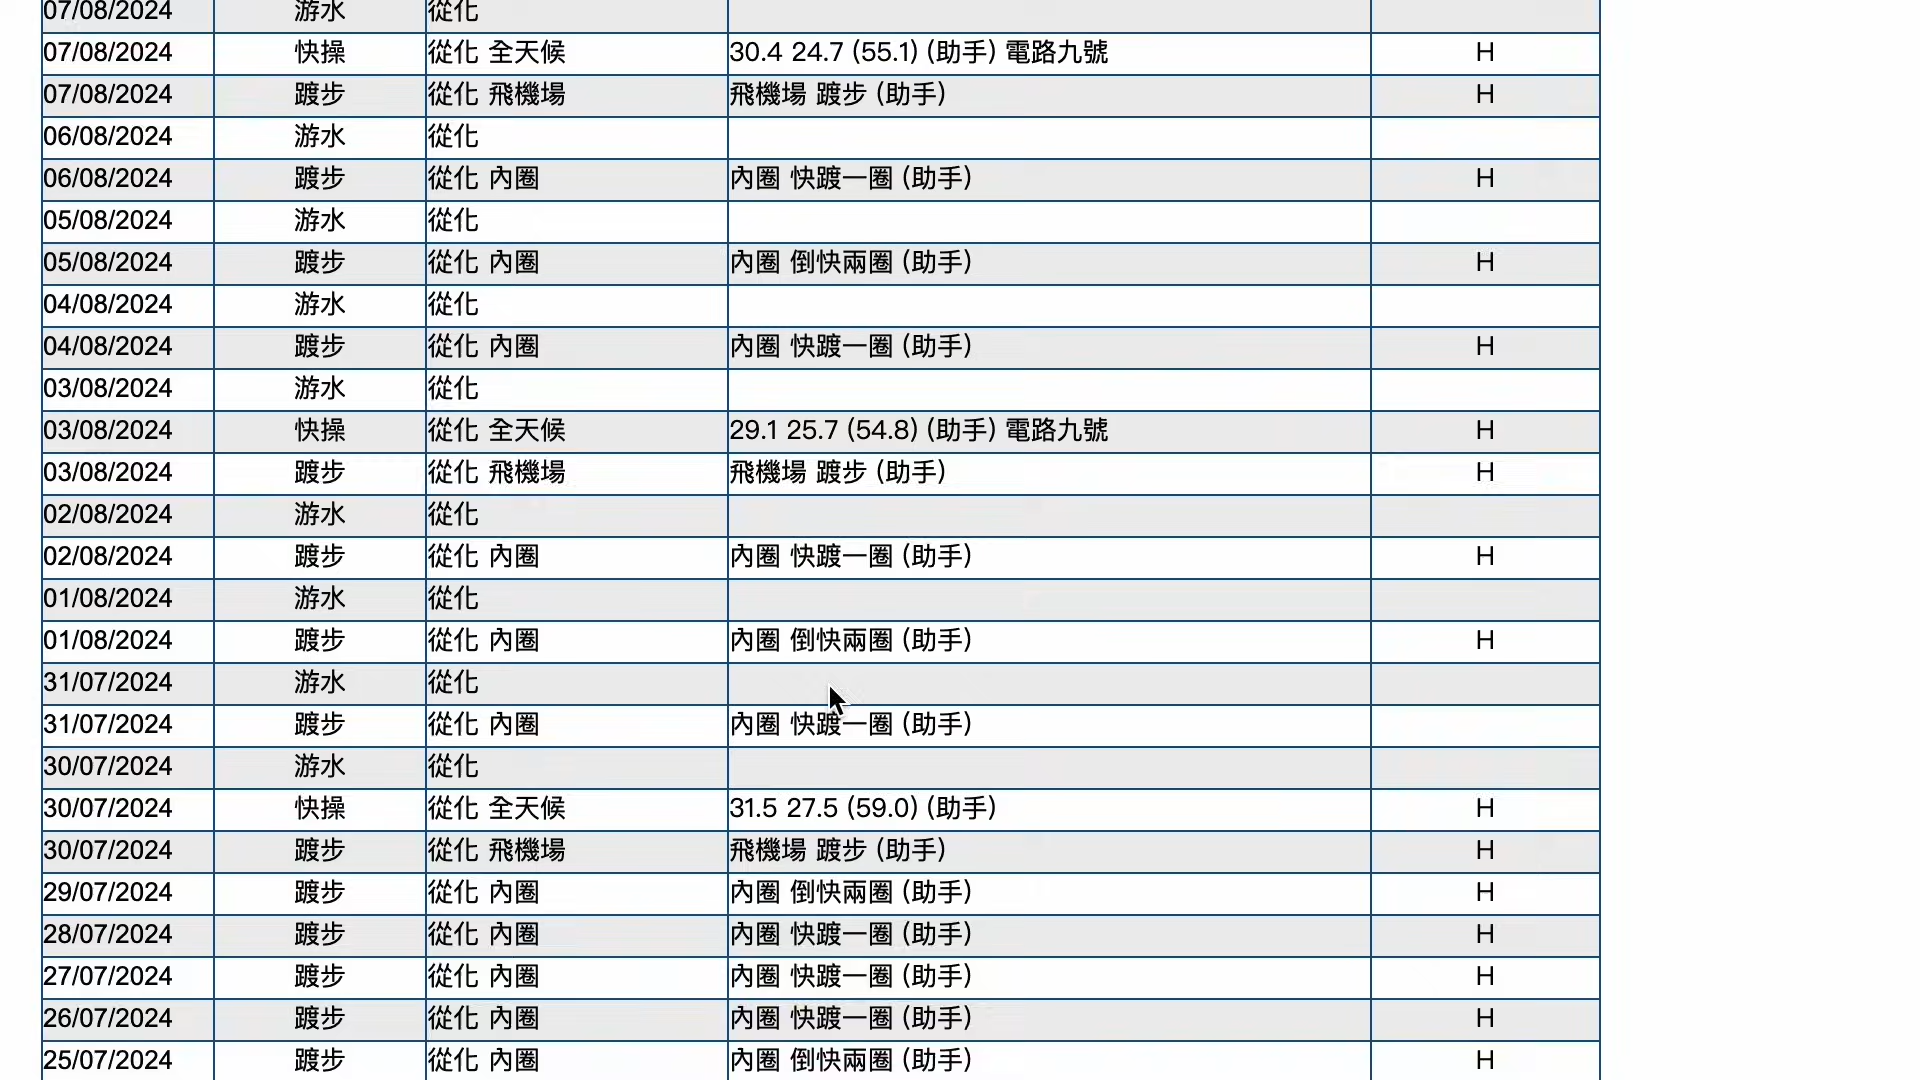 07/08/2024 游水 從化
07/08/2024 快操 從化 全天候 30.4 24.7 (55.1) (助手) 電路九號 H
07/08/2024 踱步 從化 飛機場 飛機場 踱步 (助手) H
06/08/2024 游水 從化
06/08/2024 踱步 從化 內圈 內圈 快踱一圈 (助手) H
05/08/2024 游水 從化
05/08/2024 踱步 從化 內圈 內圈 倒快兩圈 (助手) H
04/08/2024 游水 從化
04/08/2024 踱步 從化 內圈 內圈 快踱一圈 (助手) H
03/08/2024 游水 從化
03/08/2024 快操 從化 全天候 29.1 25.7 (54.8) (助手) 電路九號 H
03/08/2024 踱步 從化 飛機場 飛機場 踱步 (助手) H
02/08/2024 游水 從化
02/08/2024 踱步 從化 內圈 內圈 快踱一圈 (助手) H
01/08/2024 游水 從化
01/08/2024 踱步 從化 內圈 內圈 倒快兩圈 (助手) H
31/07/2024 游水 從化
31/07/2024 踱步 從化 內圈 內圈 快踱一圈 (助手)
30/07/2024 游水 從化
30/07/2024 快操 從化 全天候 31.5 27.5 (59.0) (助手) H
30/07/2024 踱步 從化 飛機場 飛機場 踱步 (助手) H
29/07/2024 踱步 從化 內圈 內圈 倒快兩圈 (助手) H
28/07/2024 踱步 從化 內圈 內圈 快踱一圈 (助手) H
27/07/2024 踱步 從化 內圈 內圈 快踱一圈 (助手) H
26/07/2024 踱步 從化 內圈 內圈 快踱一圈 (助手) H
25/07/2024 踱步 從化 內圈 內圈 倒快兩圈 (助手) H